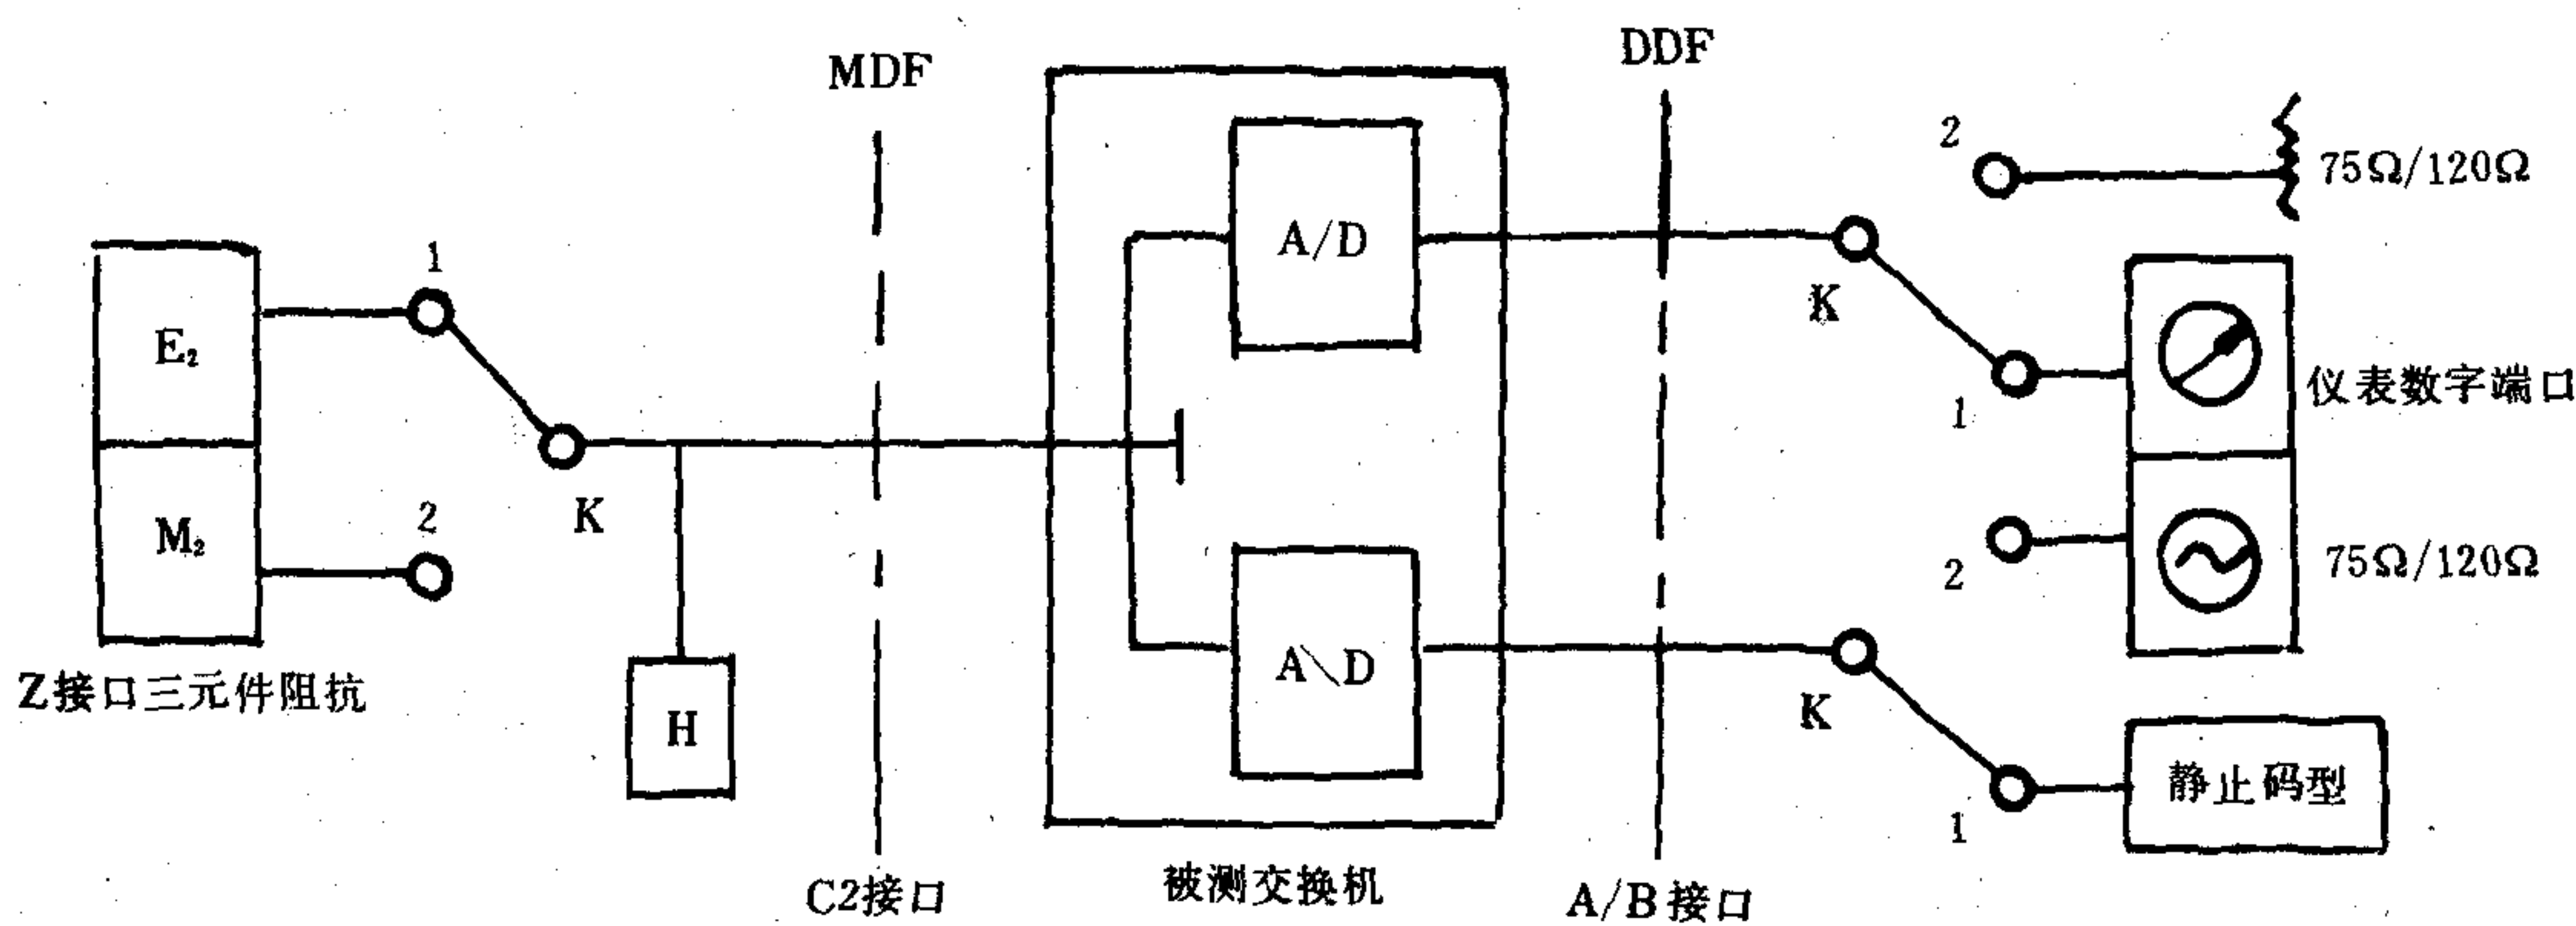 MDF
DDF
2
75Ω/120Ω
A/D
1
K
E₂
仪表数字端口
1
2
M₂
K
2
75Ω/120Ω
A\D
K
Z接口三元件阻抗
H
静止码型
1
C2接口
被测交换机
A/B接口